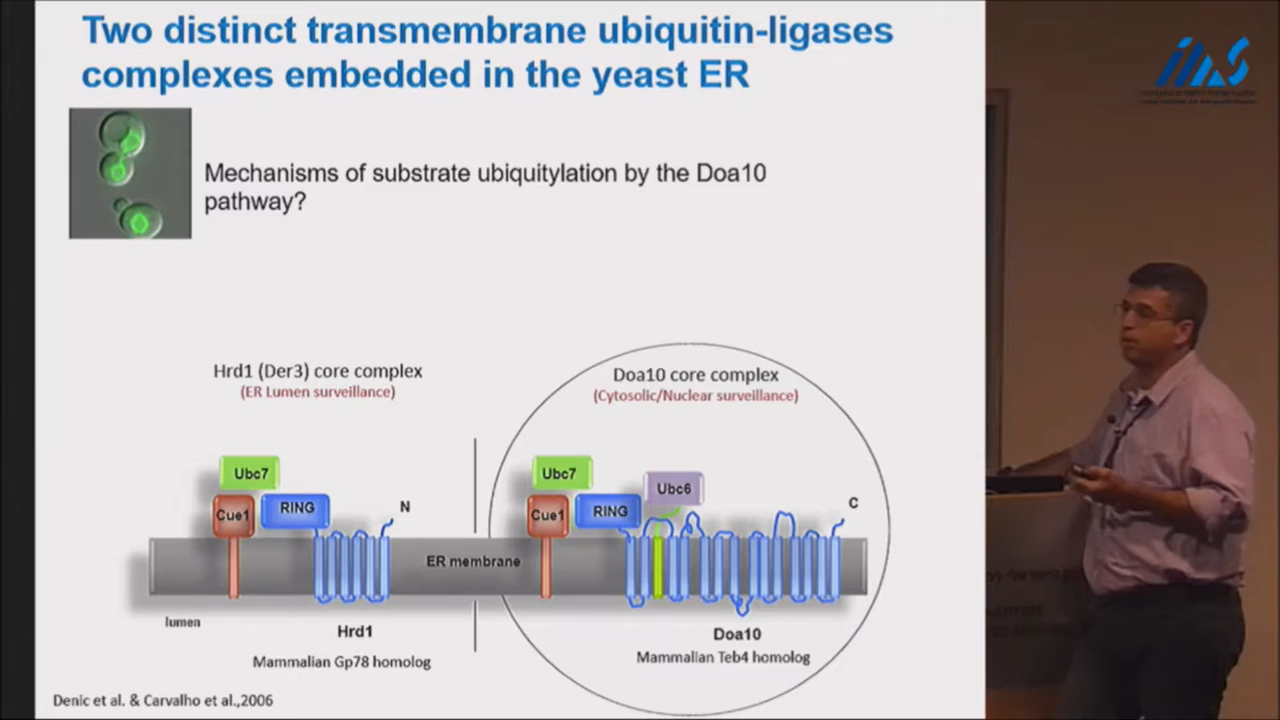 Two distinct transmembrane ubiquitin-ligases
complexes embedded in the yeast ER
Mechanisms of substrate ubiquitylation by the Doa10
pathway?
Hrd1 (Der3) core complex
(ER Lumen surveillance)
Doa10 core complex
(Cytosolic/Nuclear surveillance)
Ubc7
Cue1
RING
N
Ubc7
Cue1
RING
Ubc6
C
ER membrane
lumen
Hrd1
Mammalian Gp78 homolog
Doa10
Mammalian Teb4 homolog
Denic et al. & Carvalho et al.,2006
IIAS